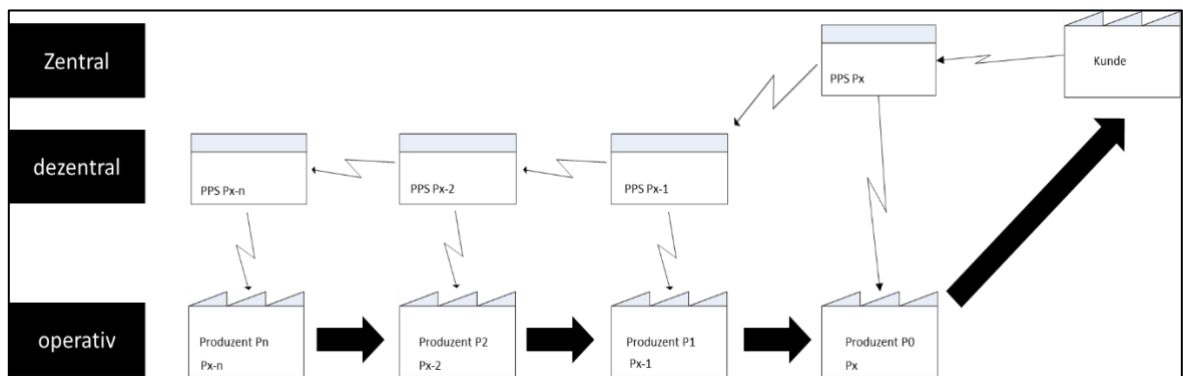 Zentral
PPS Px
Kunde
dezentral
PPS Px-n
PPS Px-2
PPS Px-1
operativ
Produzent Pn
Px-n
Produzent P2
Px-2
Produzent P1
Px-1
Produzent P0
Px